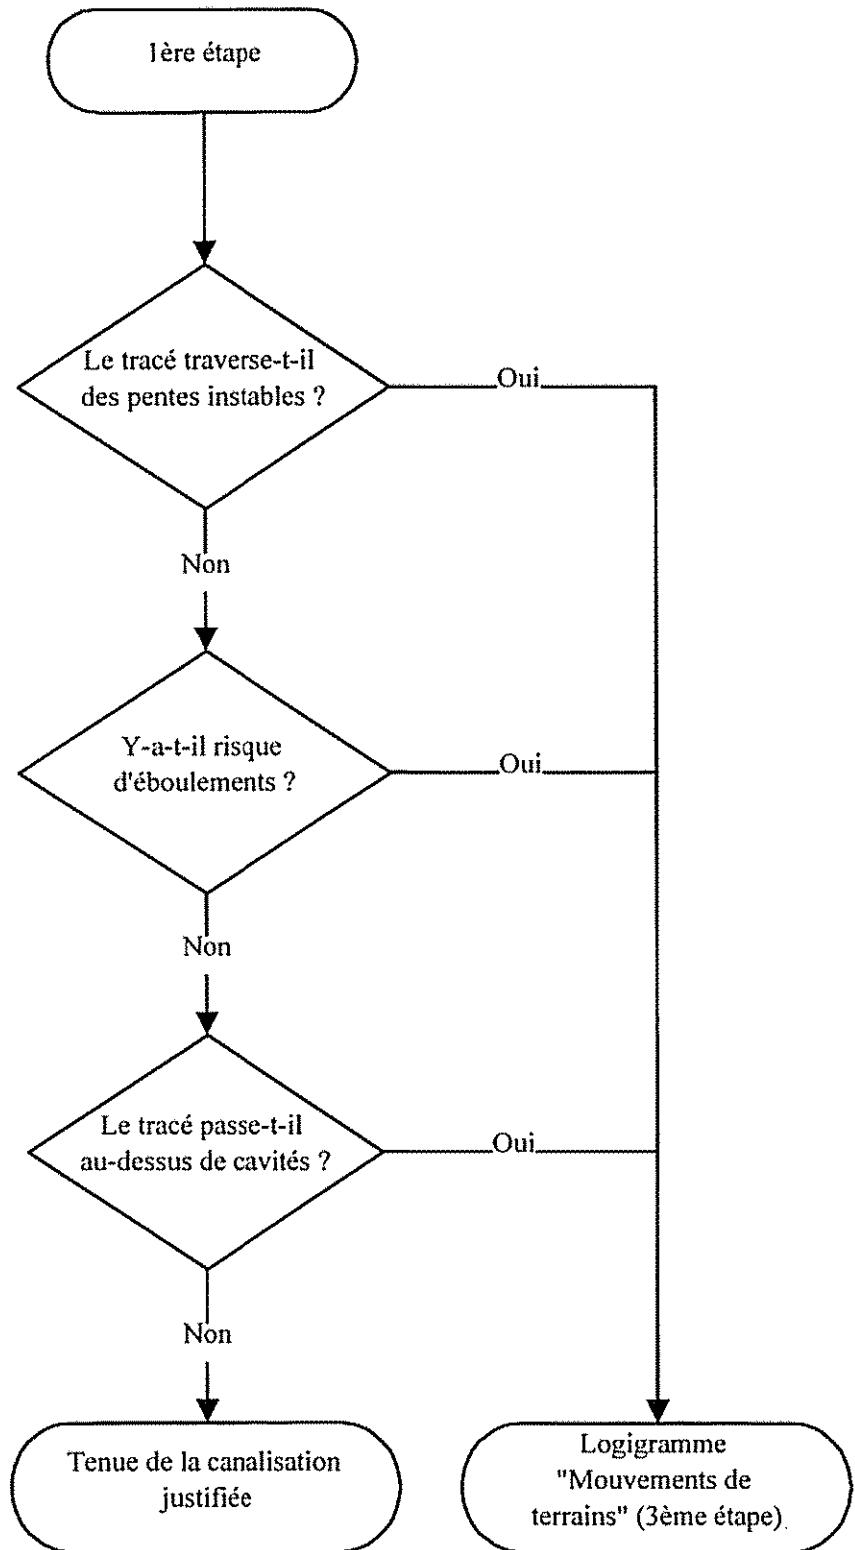 1ère étape
Le tracé traverse-t-il
des pentes instables ?
Oui
Non
Y-a-t-il risque
d'éboulements ?
Oui
Non
Le tracé passe-t-il
au-dessus de cavités ?
Oui
Non
Tenue de la canalisation
justifiée
Logigramme
"Mouvements de
terrains" (3ème étape)